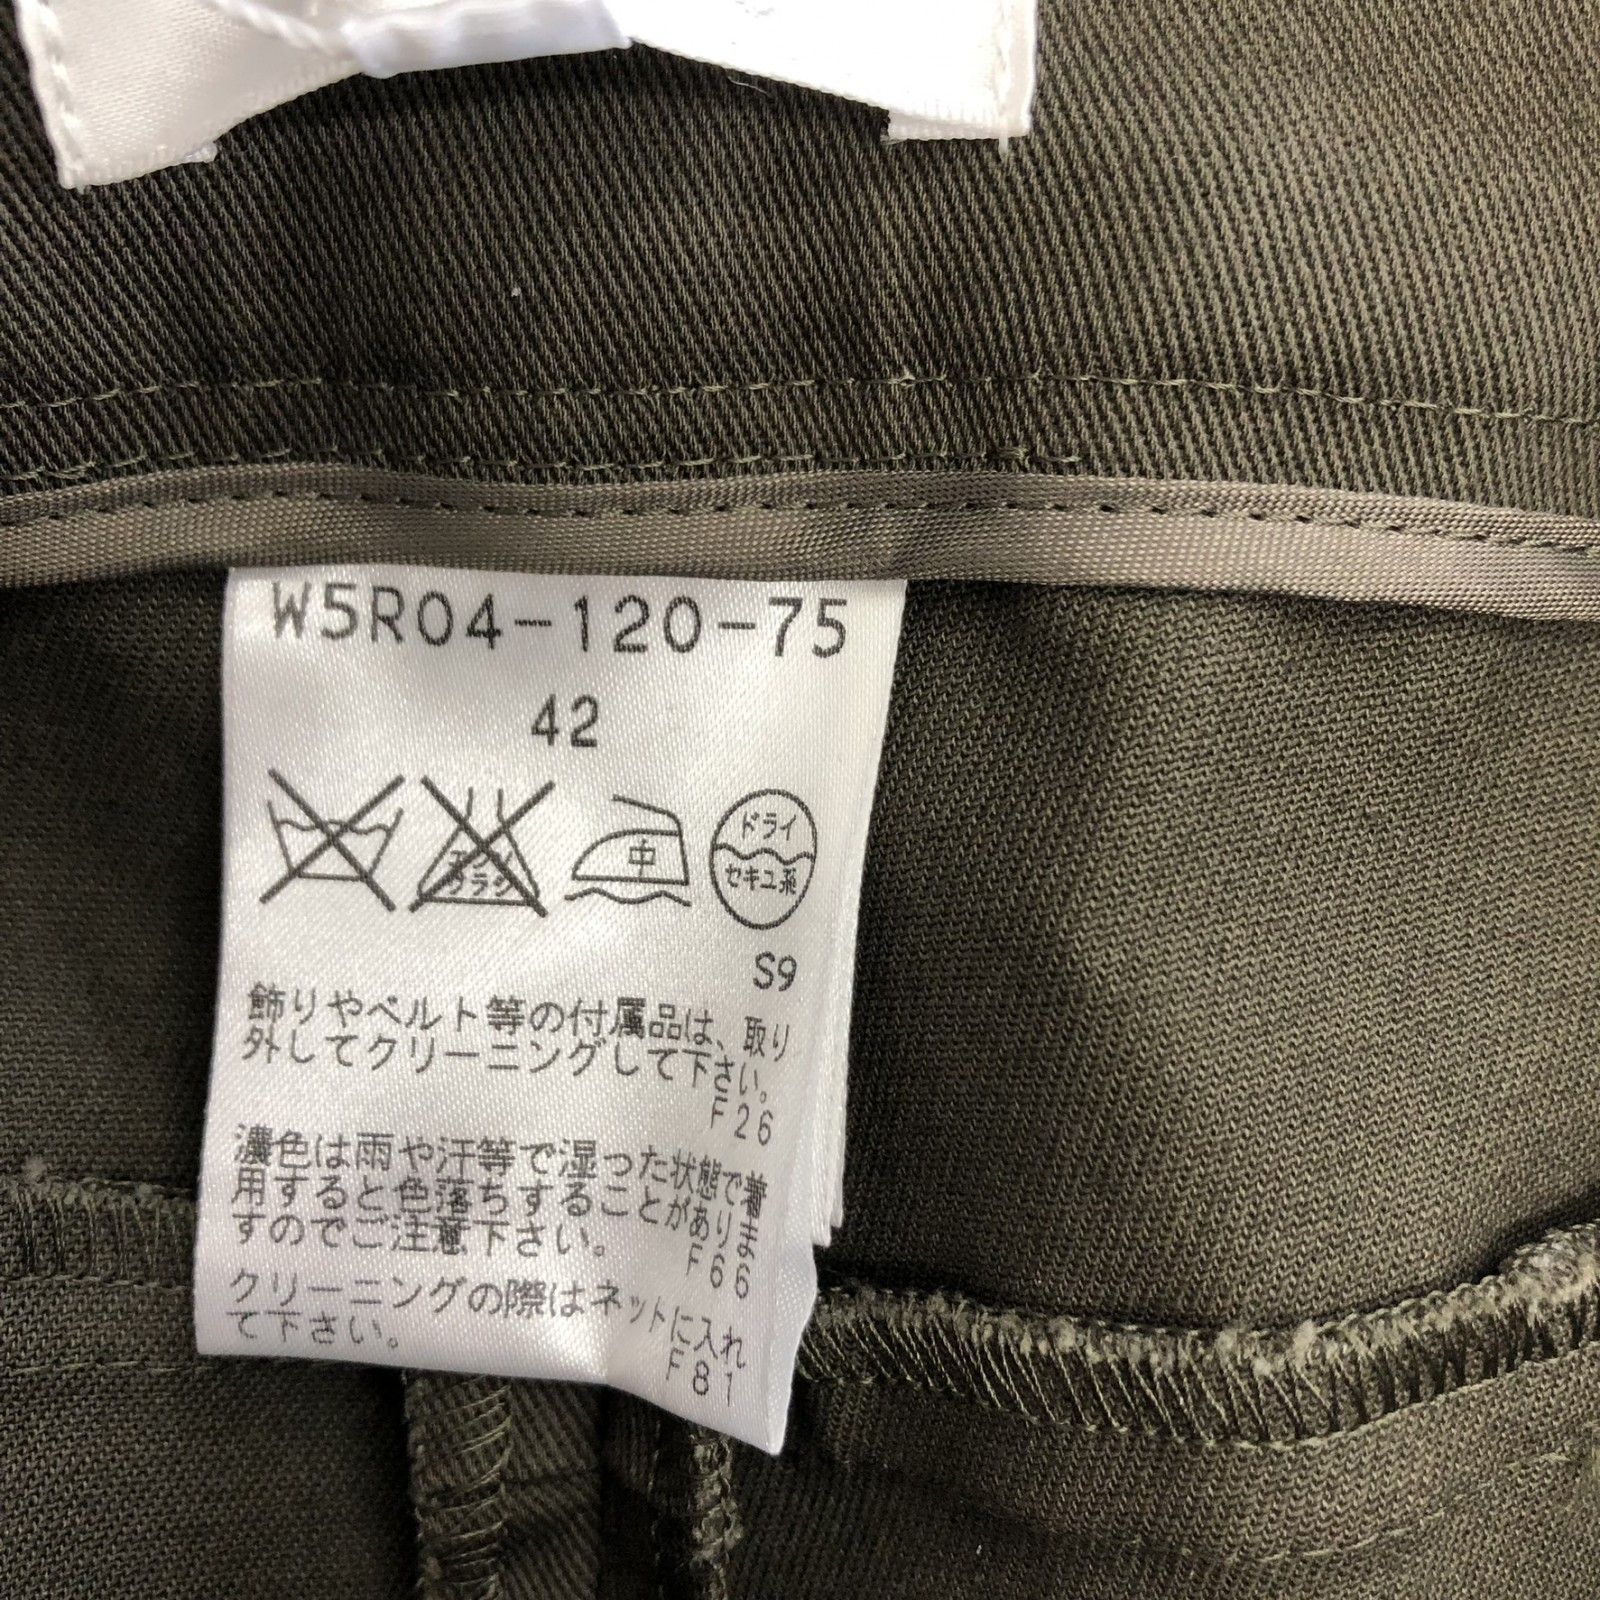 W5R04-120-75
42
エンソ
カラサ
中
ドライ
セキユ系
S9
飾りやベルト等の付属品は、取り
外してクリーニングして下さい。
F26
濃色は雨や汗等で湿った状態で着
用すると色落ちすることがありま
すのでご注意下さい。
F66
クリーニングの際はネットに入れ
て下さい。
F81